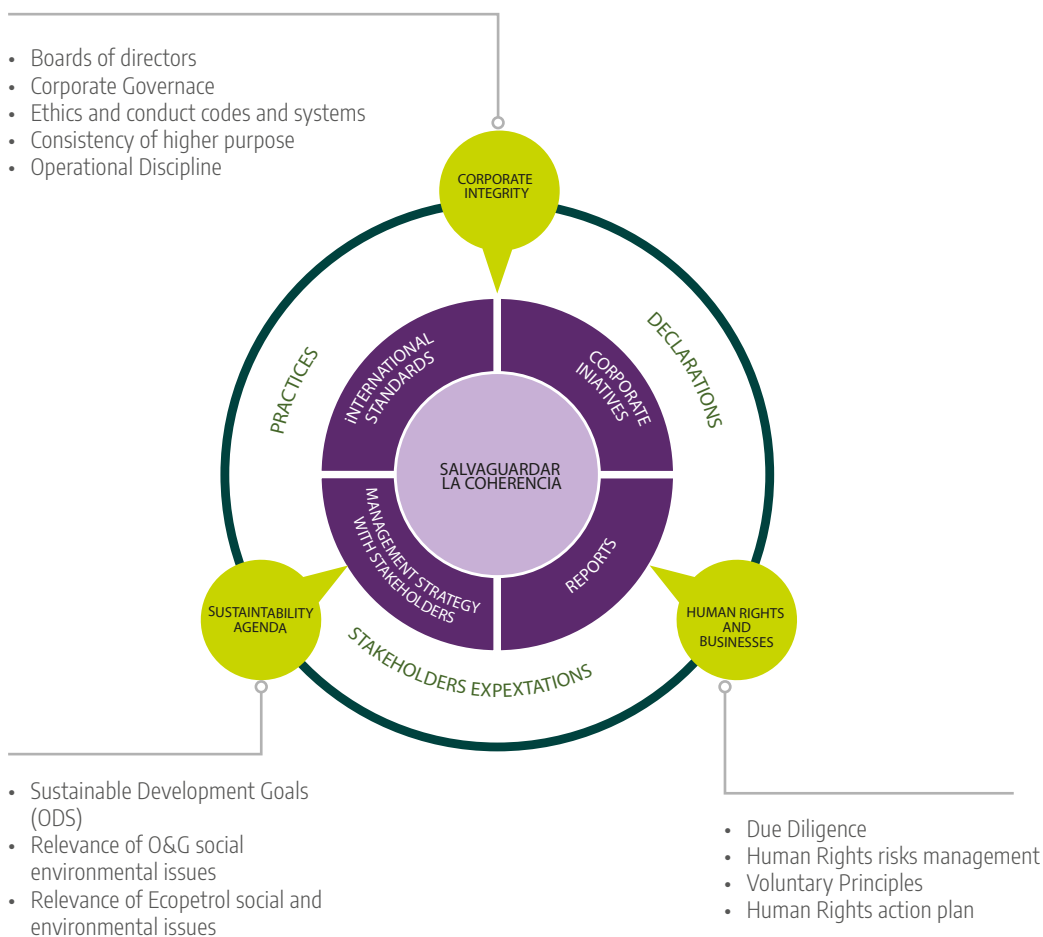 • Boards of directors
• Corporate Governace
• Ethics and conduct codes and systems
• Consistency of higher purpose
• Operational Discipline
CORPORATE
INTEGRITY
PRACTICES
DECLARATIONS
iNTERNATIONAL
STANDARDS
CORPORATE
INIATIVES
SALVAGUARDAR
LA COHERENCIA
MANAGEMENT STRATEGY
WITH STAKEHOLDERS
REPORTS
SUSTAINTABILITY
AGENDA
HUMAN RIGHTS
AND
BUSINESSES
STAKEHOLDERS EXPEXTATIONS
• Sustainable Development Goals
(ODS)
• Relevance of O&G social
environmental issues
• Relevance of Ecopetrol social and
environmental issues
• Due Diligence
• Human Rights risks management
• Voluntary Principles
• Human Rights action plan